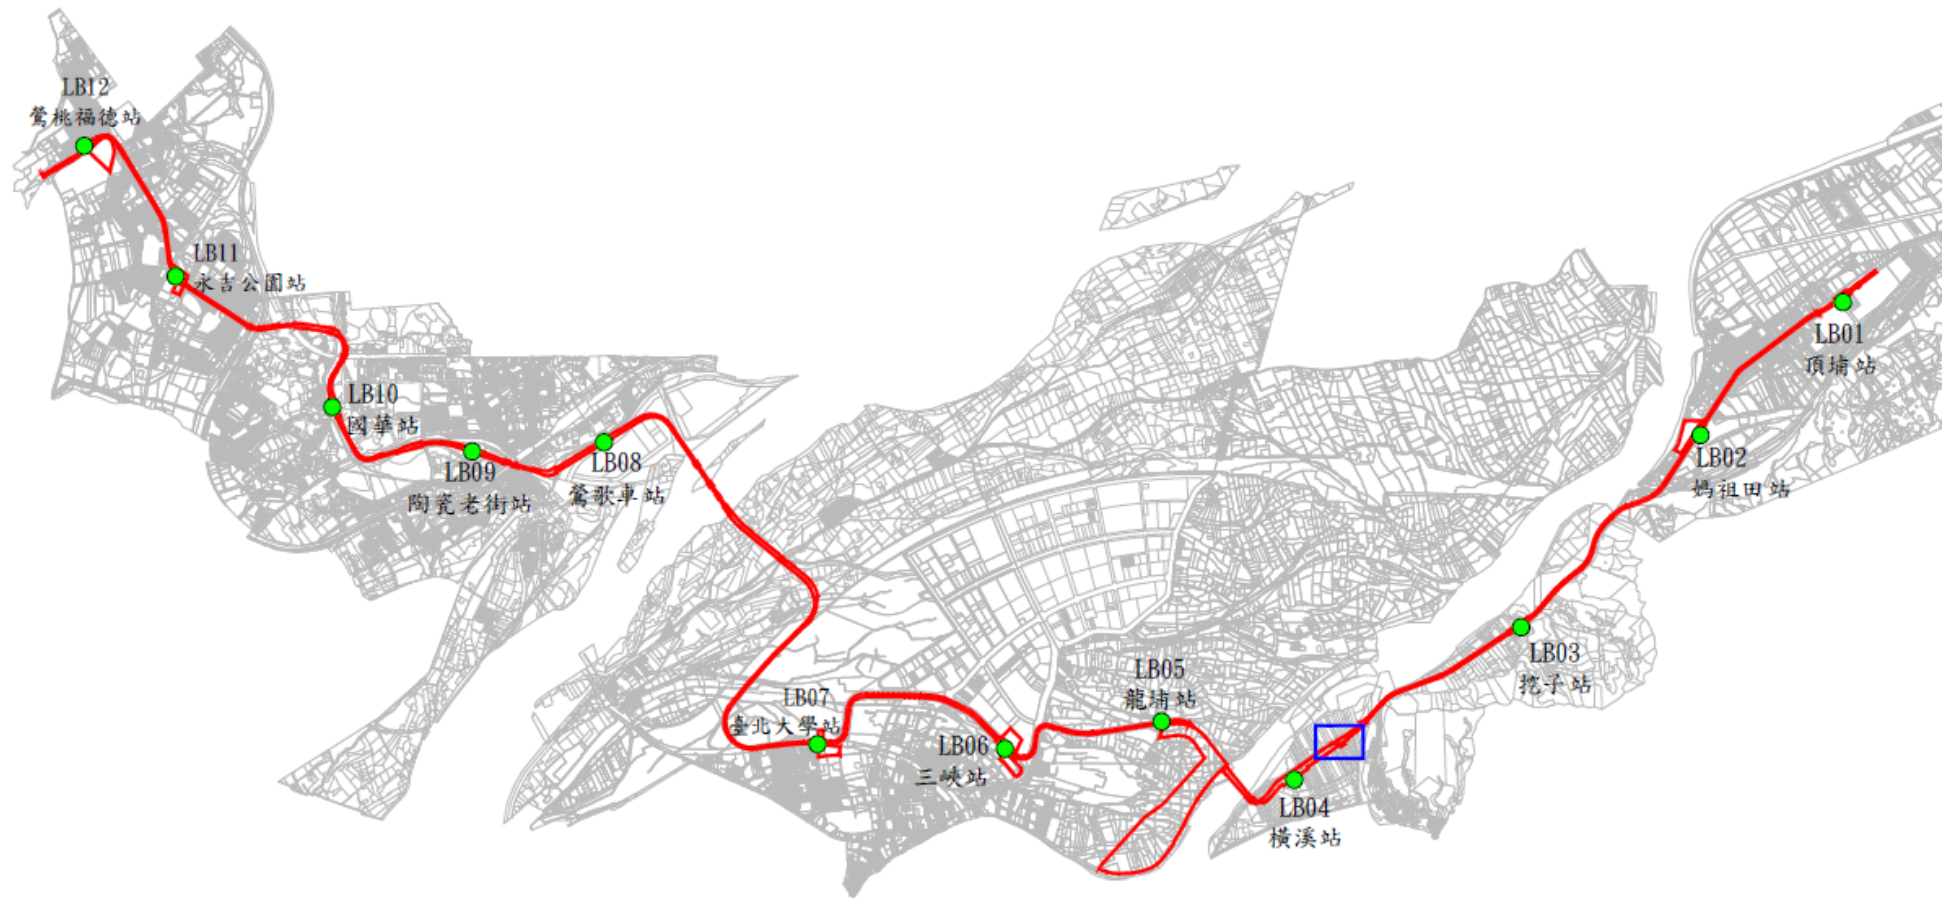 LB12
鶯桃福德站
LB11
永吉公園站
LB10
國華站
LB09
陶瓷老街站
LB08
鶯歌車站
LB07
臺北大學站
LB06
三峽站
LB05
龍埔站
LB04
橫溪站
LB03
挖子站
LB02
媽祖田站
LB01
頂埔站